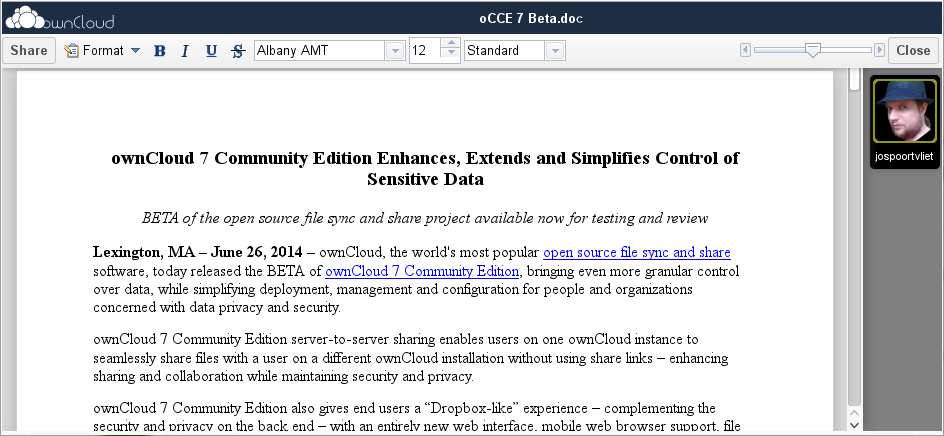 ownCloud
oCCE 7 Beta.doc
Share Format B I U S Albany AMT 12 Standard Close
jospoortvliet
ownCloud 7 Community Edition Enhances, Extends and Simplifies Control of
Sensitive Data
BETA of the open source file sync and share project available now for testing and review
Lexington, MA – June 26, 2014 – ownCloud, the world's most popular open source file sync and share
software, today released the BETA of ownCloud 7 Community Edition, bringing even more granular control
over data, while simplifying deployment, management and configuration for people and organizations
concerned with data privacy and security.
ownCloud 7 Community Edition server-to-server sharing enables users on one ownCloud instance to
seamlessly share files with a user on a different ownCloud installation without using share links – enhancing
sharing and collaboration while maintaining security and privacy.
ownCloud 7 Community Edition also gives end users a “Dropbox-like” experience – complementing the
security and privacy on the back end – with an entirely new web interface, mobile web browser support, file